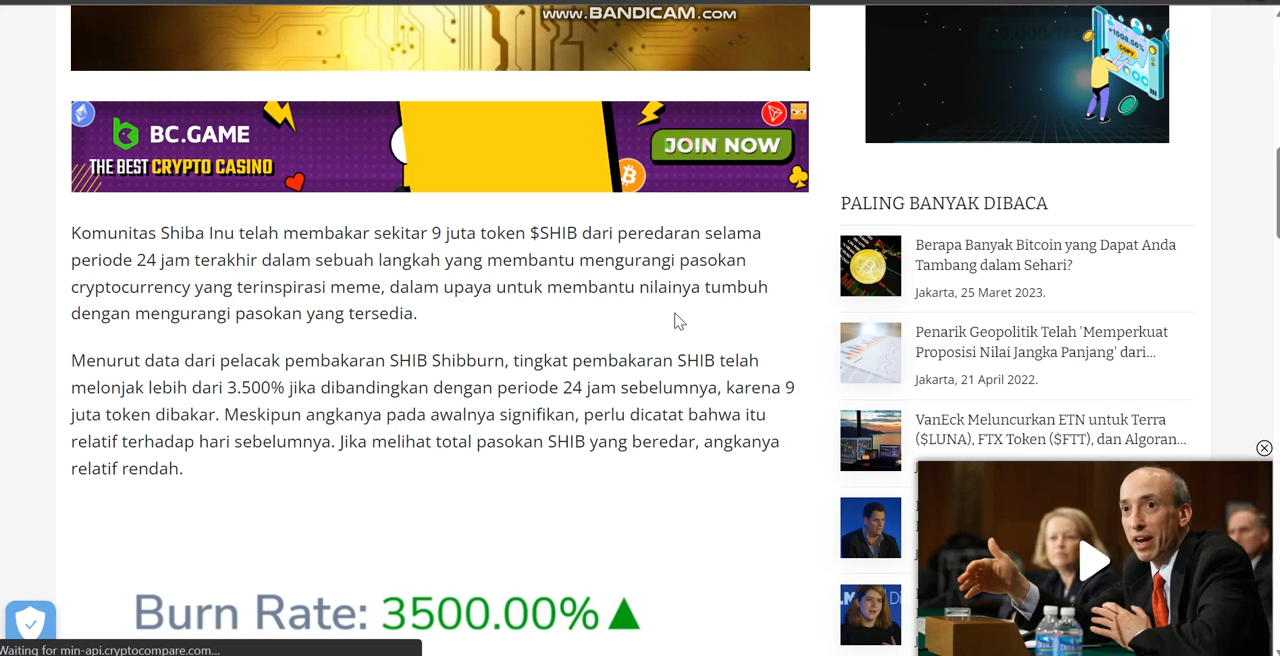 www.BANDICAM.com
+1508.56%
COPY
BC.GAME
THE BEST CRYPTO CASINO
JOIN NOW
Komunitas Shiba Inu telah membakar sekitar 9 juta token $SHIB dari peredaran selama
periode 24 jam terakhir dalam sebuah langkah yang membantu mengurangi pasokan
cryptocurrency yang terinspirasi meme, dalam upaya untuk membantu nilainya tumbuh
dengan mengurangi pasokan yang tersedia.
Menurut data dari pelacak pembakaran SHIB Shibburn, tingkat pembakaran SHIB telah
melonjak lebih dari 3.500% jika dibandingkan dengan periode 24 jam sebelumnya, karena 9
juta token dibakar. Meskipun angkanya pada awalnya signifikan, perlu dicatat bahwa itu
relatif terhadap hari sebelumnya. Jika melihat total pasokan SHIB yang beredar, angkanya
relatif rendah.
Burn Rate: 3500.00%
Waiting for min-api.cryptocompare.com...
PALING BANYAK DIBACA
Berapa Banyak Bitcoin yang Dapat Anda
Tambang dalam Sehari?
Jakarta, 25 Maret 2023.
Penarik Geopolitik Telah 'Memperkuat
Proposisi Nilai Jangka Panjang' dari...
Jakarta, 21 April 2022.
VanEck Meluncurkan ETN untuk Terra
($LUNA), FTX Token ($FTT), dan Algoran...